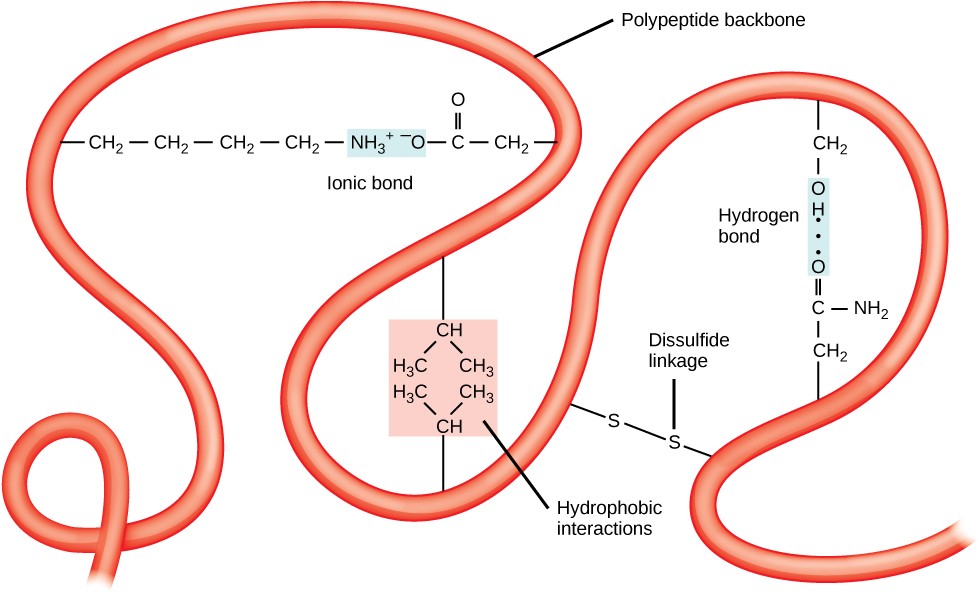 Polypeptide backbone
O
CH₂ — CH₂ — CH₂ — CH₂ — NH₃⁺ ⁻O — C — CH₂
Ionic bond
CH₂
O
H
Hydrogen
bond
O
C — NH₂
CH₂
CH
H₃C CH₃
H₃C CH₃
CH
Dissulfide
linkage
S
S
Hydrophobic
interactions